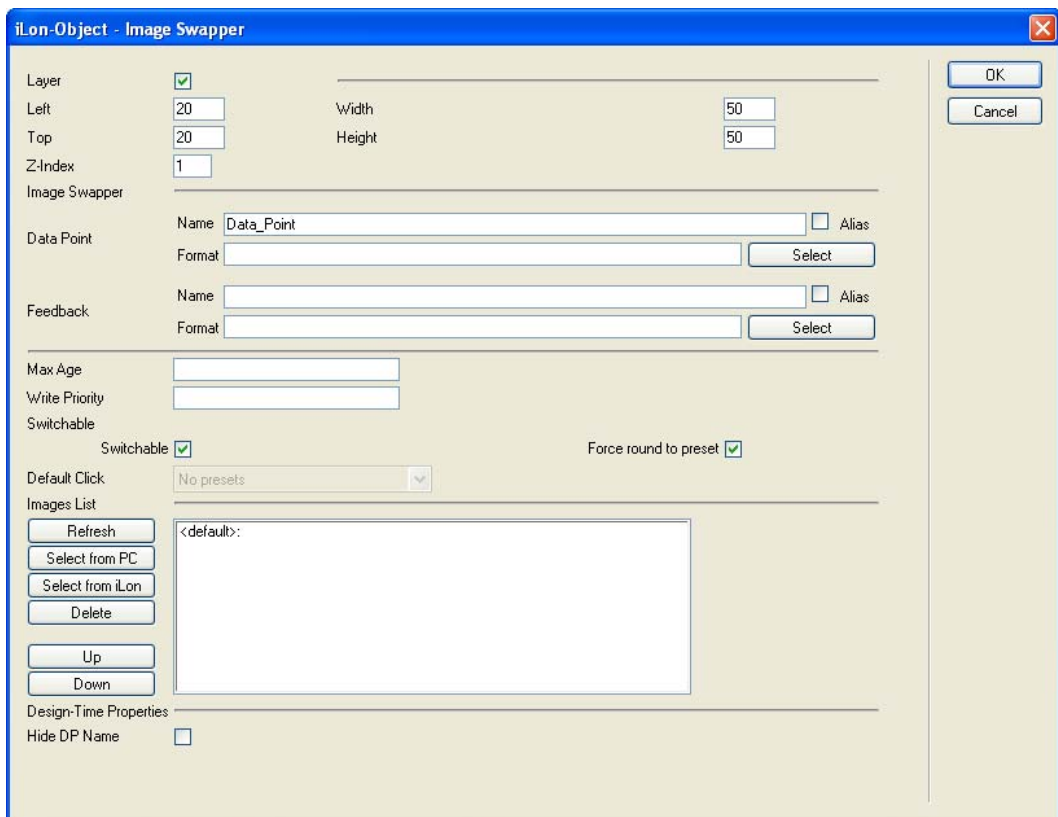 iLon-Object - Image Swapper
OK
Cancel
Layer
Left 20 Width 50
Top 20 Height 50
Z-Index 1
Image Swapper
Data Point
Name Data_Point Alias
Format Select
Feedback
Name Alias
Format Select
Max Age
Write Priority
Switchable
Switchable Force round to preset
Default Click No presets
Images List
Refresh <default>:
Select from PC
Select from iLon
Delete
Up
Down
Design-Time Properties
Hide DP Name